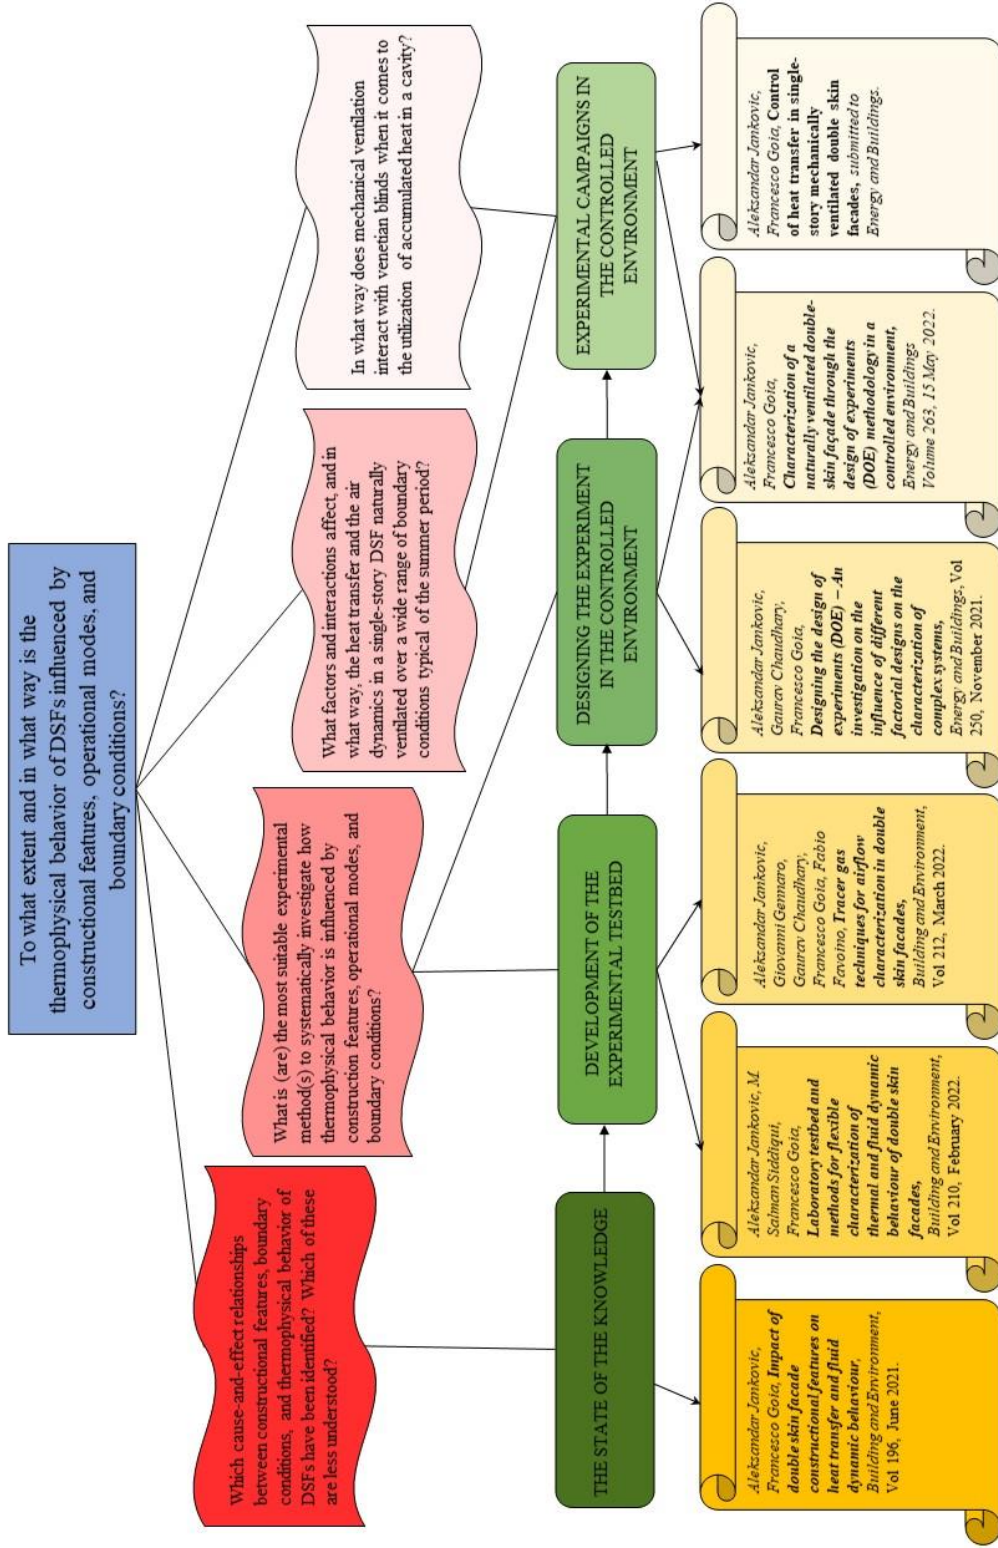 To what extent and in what way is the
thermophysical behavior of DSFs influenced by
constructional features, operational modes, and
boundary conditions?
Which cause-and-effect relationships
between constructional features, boundary
conditions, and thermophysical behavior of
DSFs have been identified? Which of these
are less understood?
What is (are) the most suitable experimental
method(s) to systematically investigate how
thermophysical behavior is influenced by
construction features, operational modes, and
boundary conditions?
What factors and interactions affect, and in
what way, the heat transfer and the air
dynamics in a single-story DSF naturally
ventilated over a wide range of boundary
conditions typical of the summer period?
In what way does mechanical ventilation
interact with venetian blinds when it comes to
the utilization of accumulated heat in a cavity?
THE STATE OF THE KNOWLEDGE
DEVELOPMENT OF THE
EXPERIMENTAL TESTBED
DESIGNING THE EXPERIMENT
IN THE CONTROLLED
ENVIRONMENT
EXPERIMENTAL CAMPAIGNS IN
THE CONTROLLED
ENVIRONMENT
Aleksandar Jankovic,
Francesco Goia, Impact of
double skin facade
constructional features on
heat transfer and fluid
dynamic behaviour,
Building and Environment,
Vol 196, June 2021.
Aleksandar Jankovic, M.
Salman Siddiqui,
Francesco Goia,
Laboratory testbed and
methods for flexible
characterization of
thermal and fluid dynamic
behaviour of double skin
facades,
Building and Environment,
Vol 210, February 2022.
Aleksandar Jankovic,
Giovanni Gennaro,
Gaurav Chaudhary,
Francesco Goia, Fabio
Favoino, Tracer gas
techniques for airflow
characterization in double
skin facades,
Building and Environment,
Vol 212, March 2022.
Aleksandar Jankovic,
Gaurav Chaudhary,
Francesco Goia,
Designing the design of
experiments (DOE) – An
investigation on the
influence of different
factorial designs on the
characterization of
complex systems,
Energy and Buildings, Vol
250, November 2021.
Aleksandar Jankovic,
Francesco Goia,
Characterization of a
naturally ventilated double-
skin façade through the
design of experiments
(DOE) methodology in a
controlled environment,
Energy and Buildings
Volume 263, 15 May 2022.
Aleksandar Jankovic,
Francesco Goia, Control
of heat transfer in single-
story mechanically
ventilated double skin
facades, submitted to
Energy and Buildings.